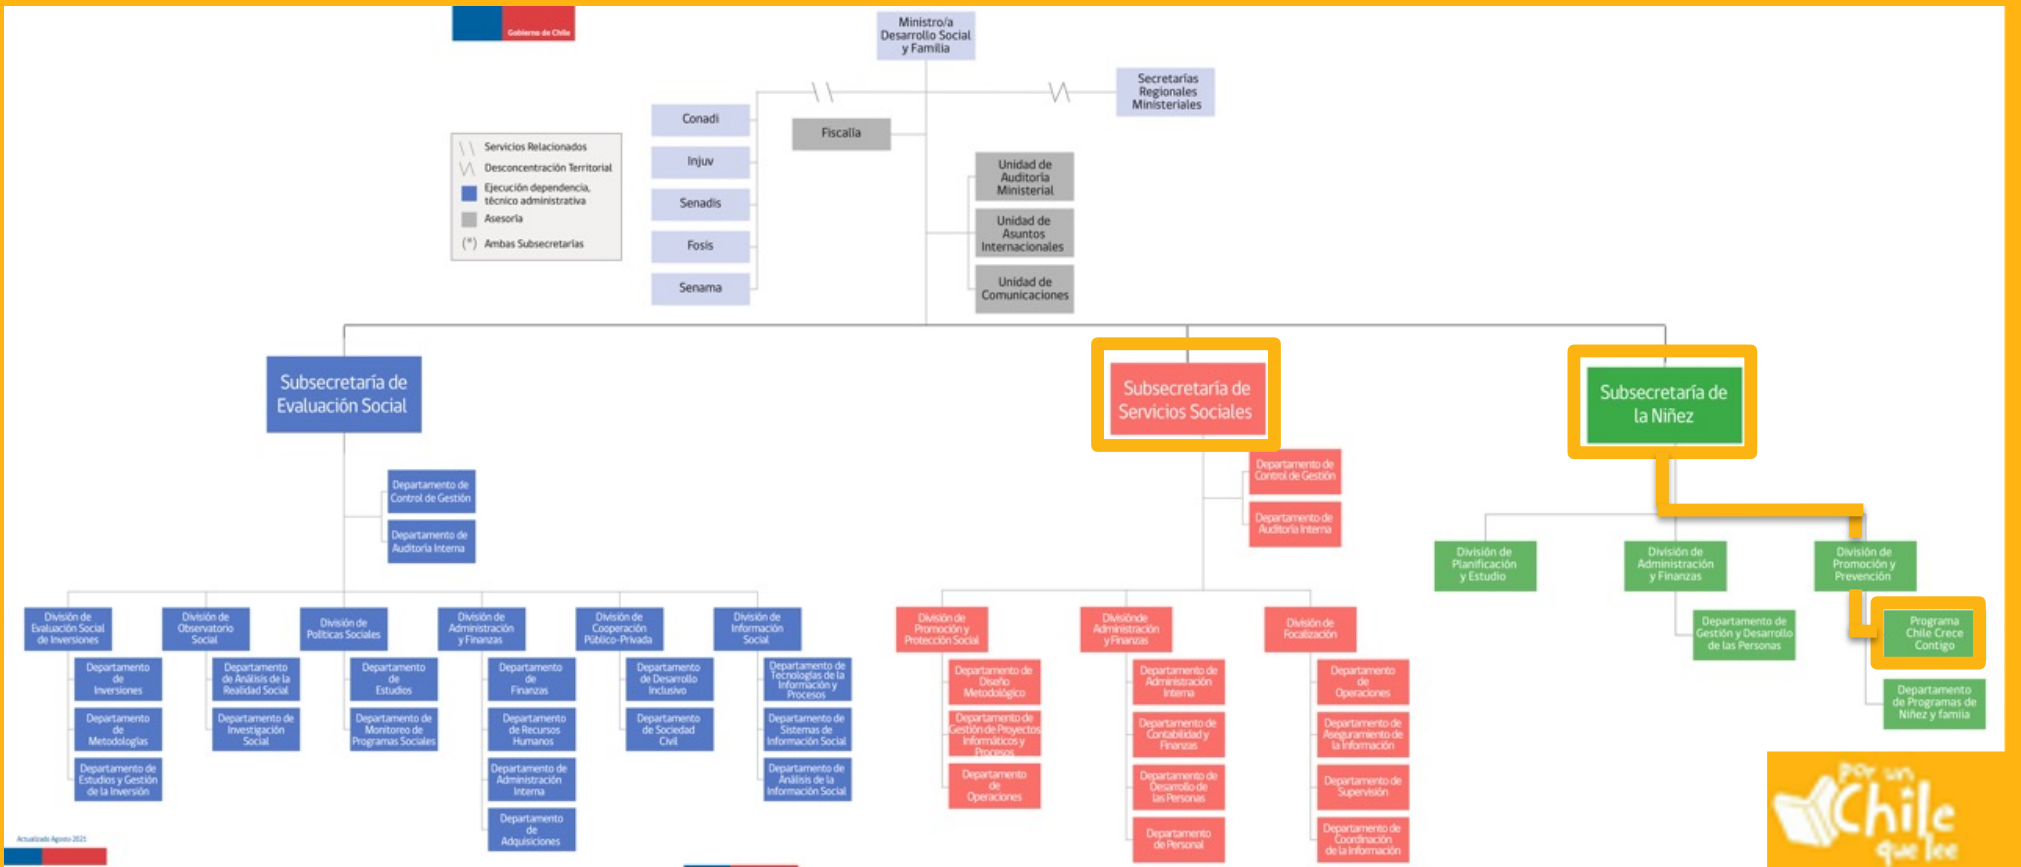 Gobierno de Chile
Ministro/a
Desarrollo Social
y Familia
Secretarías
Regionales
Ministeriales
Conadi
Injuv
Senadis
Fosis
Senama
Fiscalía
Servicios Relacionados
Desconcentración Territorial
Ejecución dependencia,
técnico administrativa
Asesoría
(*) Ambas Subsecretarías
Unidad de
Auditoría
Ministerial
Unidad de
Asuntos
Internacionales
Unidad de
Comunicaciones
Subsecretaría de
Evaluación Social
Departamento de
Control de Gestión
Departamento de
Auditoría Interna
División de
Evaluación Social
de Inversiones
Departamento
de
Inversiones
Departamento
de
Metodologías
Departamento de
Estudios y Gestión
de la Inversión
División de
Observatorio
Social
Departamento
de Análisis de la
Realidad Social
Departamento de
Investigación
Social
División de
Políticas Sociales
Departamento
de
Estudios
Departamento de
Monitoreo de
Programas Sociales
División de
Administración
y Finanzas
Departamento
de
Finanzas
Departamento
de Recursos
Humanos
Departamento de
Administración
Interna
Departamento
de
Adquisiciones
División de
Cooperación
Público-Privada
Departamento
de Desarrollo
Inclusivo
Departamento
de Sociedad
Civil
División de
Información
Social
Departamento de
Tecnologías de la
Información y
Procesos
Departamento de
Sistemas de
Información Social
Departamento de
Análisis de la
Información Social
Subsecretaría de
Servicios Sociales
Departamento de
Control de Gestión
Departamento de
Auditoría Interna
División de
Promoción y
Protección Social
Departamento de
Diseño
Metodológico
Departamento de
Gestión de Proyectos
Informáticos y
Procesos
Departamento
de
Operaciones
Divisiónde
Administración
y Finanzas
Departamento de
Administración
Interna
Departamento de
Contabilidad y
Finanzas
Departamento de
Desarrollo de
las Personas
Departamento
de Personal
División de
Focalización
Departamento
de
Operaciones
Departamento de
Aseguramiento de
la Información
Departamento de
Supervisión
Departamento de
Coordinación
de la Información
Subsecretaría de
la Niñez
División de
Planificación
y Estudio
División de
Administración
y Finanzas
Departamento de
Gestión y Desarrollo
de las Personas
División de
Promoción y
Prevención
Programa
Chile Crece
Contigo
Departamento
de Programas de
Niñez y famiia
Actualizado Agosto 2021
por un
Chile
que lee